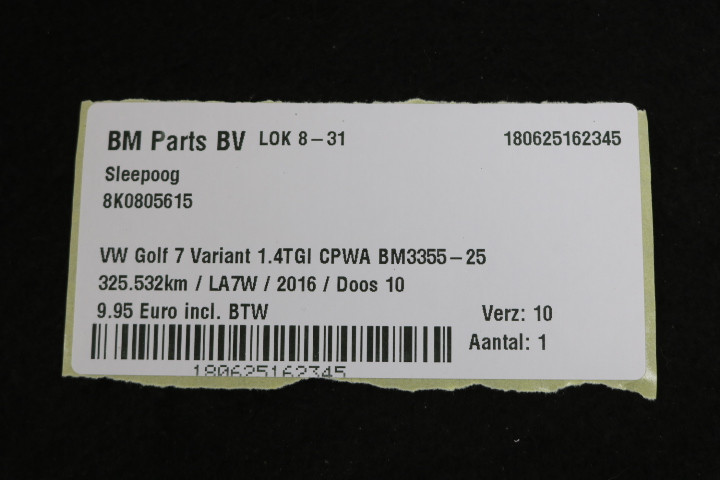 BM Parts BV LOK 8-31 180625162345
Sleepoog
8K0805615
VW Golf 7 Variant 1.4TGI CPWA BM3355-25
325.532km / LA7W / 2016 / Doos 10
9.95 Euro incl. BTW Verz: 10
Aantal: 1
180625162345